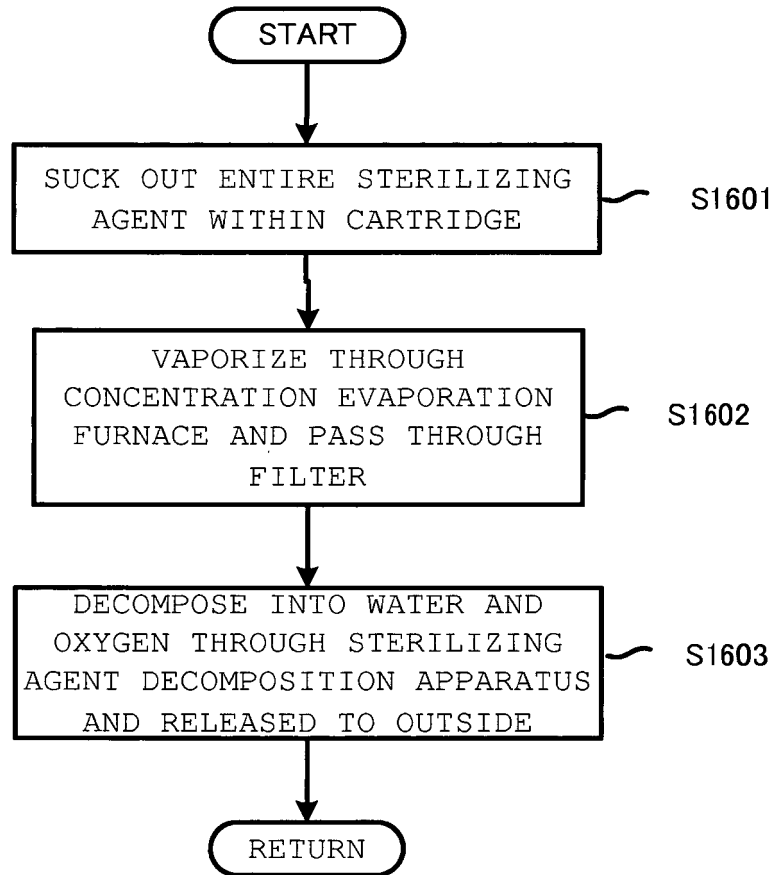 START
SUCK OUT ENTIRE STERILIZING
AGENT WITHIN CARTRIDGE
S1601
VAPORIZE THROUGH
CONCENTRATION EVAPORATION
FURNACE AND PASS THROUGH
FILTER
S1602
DECOMPOSE INTO WATER AND
OXYGEN THROUGH STERILIZING
AGENT DECOMPOSITION APPARATUS
AND RELEASED TO OUTSIDE
S1603
RETURN